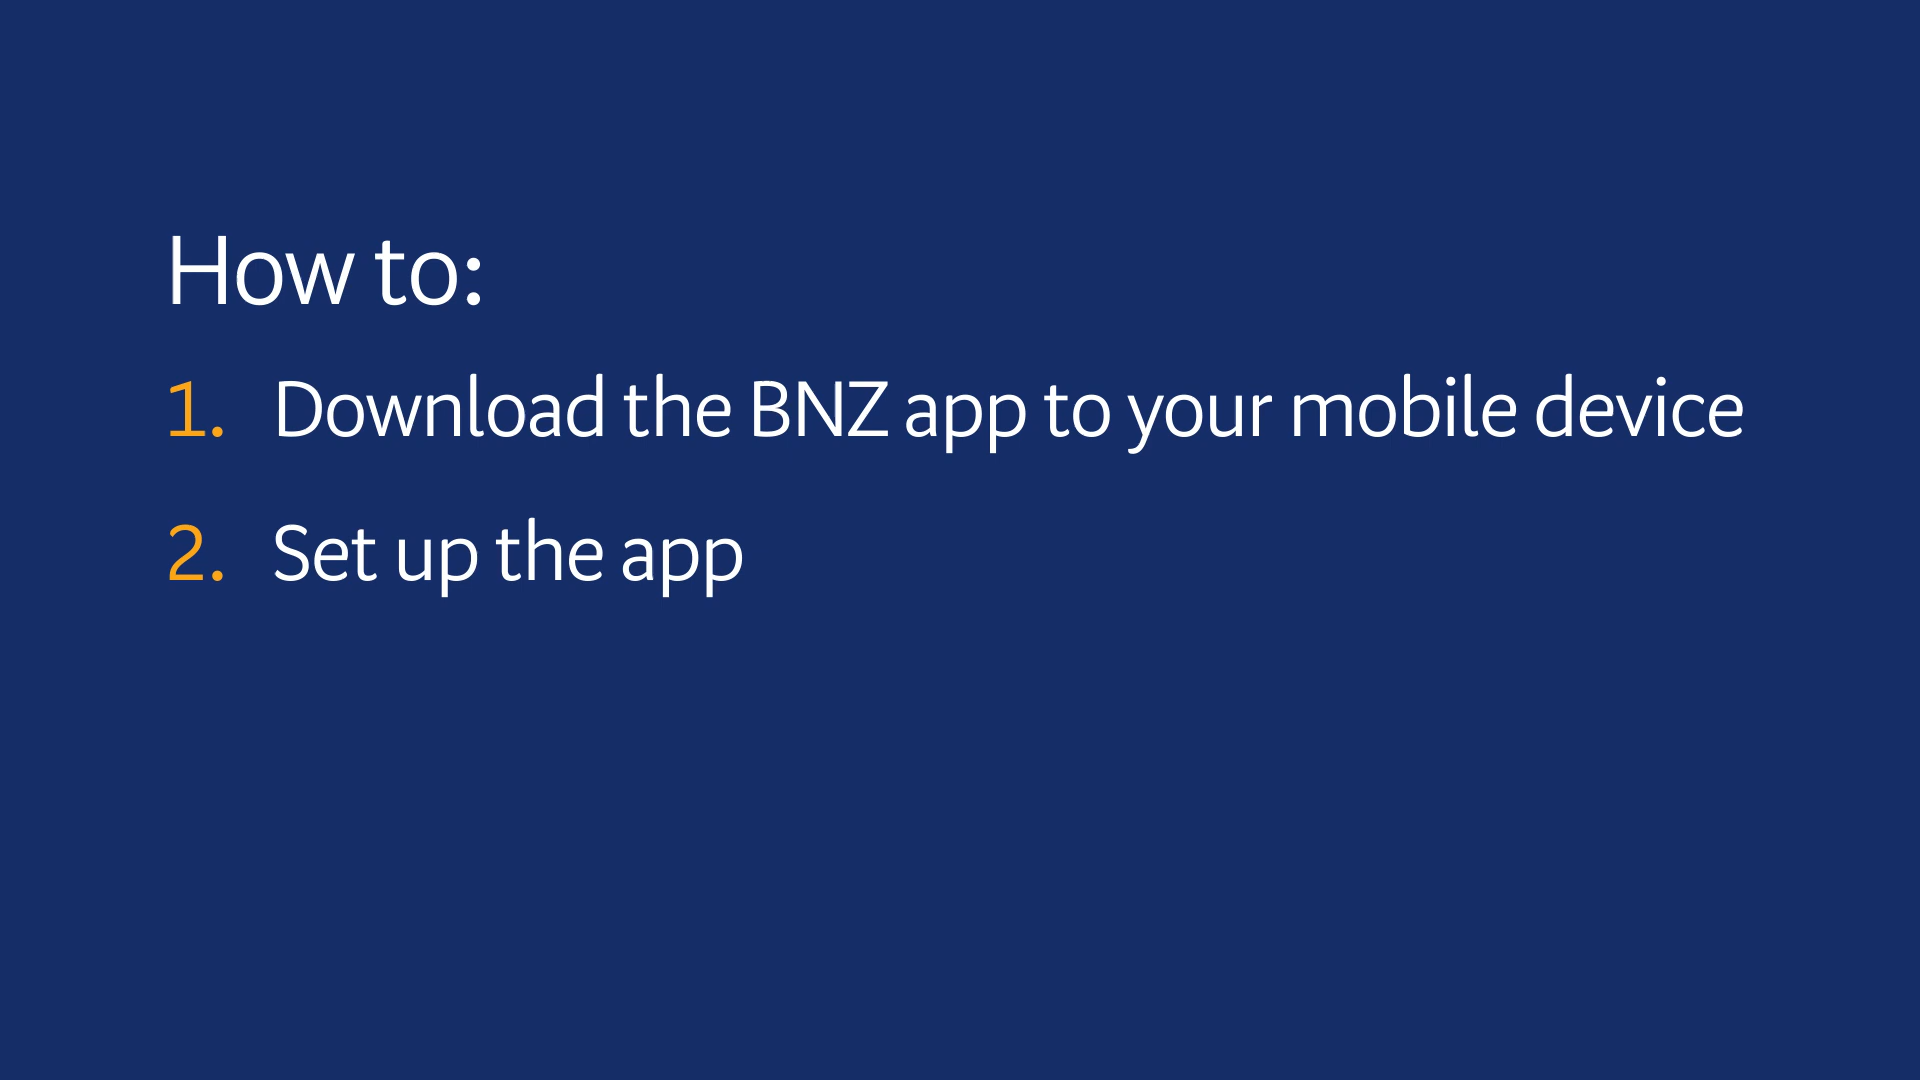 How to:
1. Download the BNZ app to your mobile device
2. Set up the app